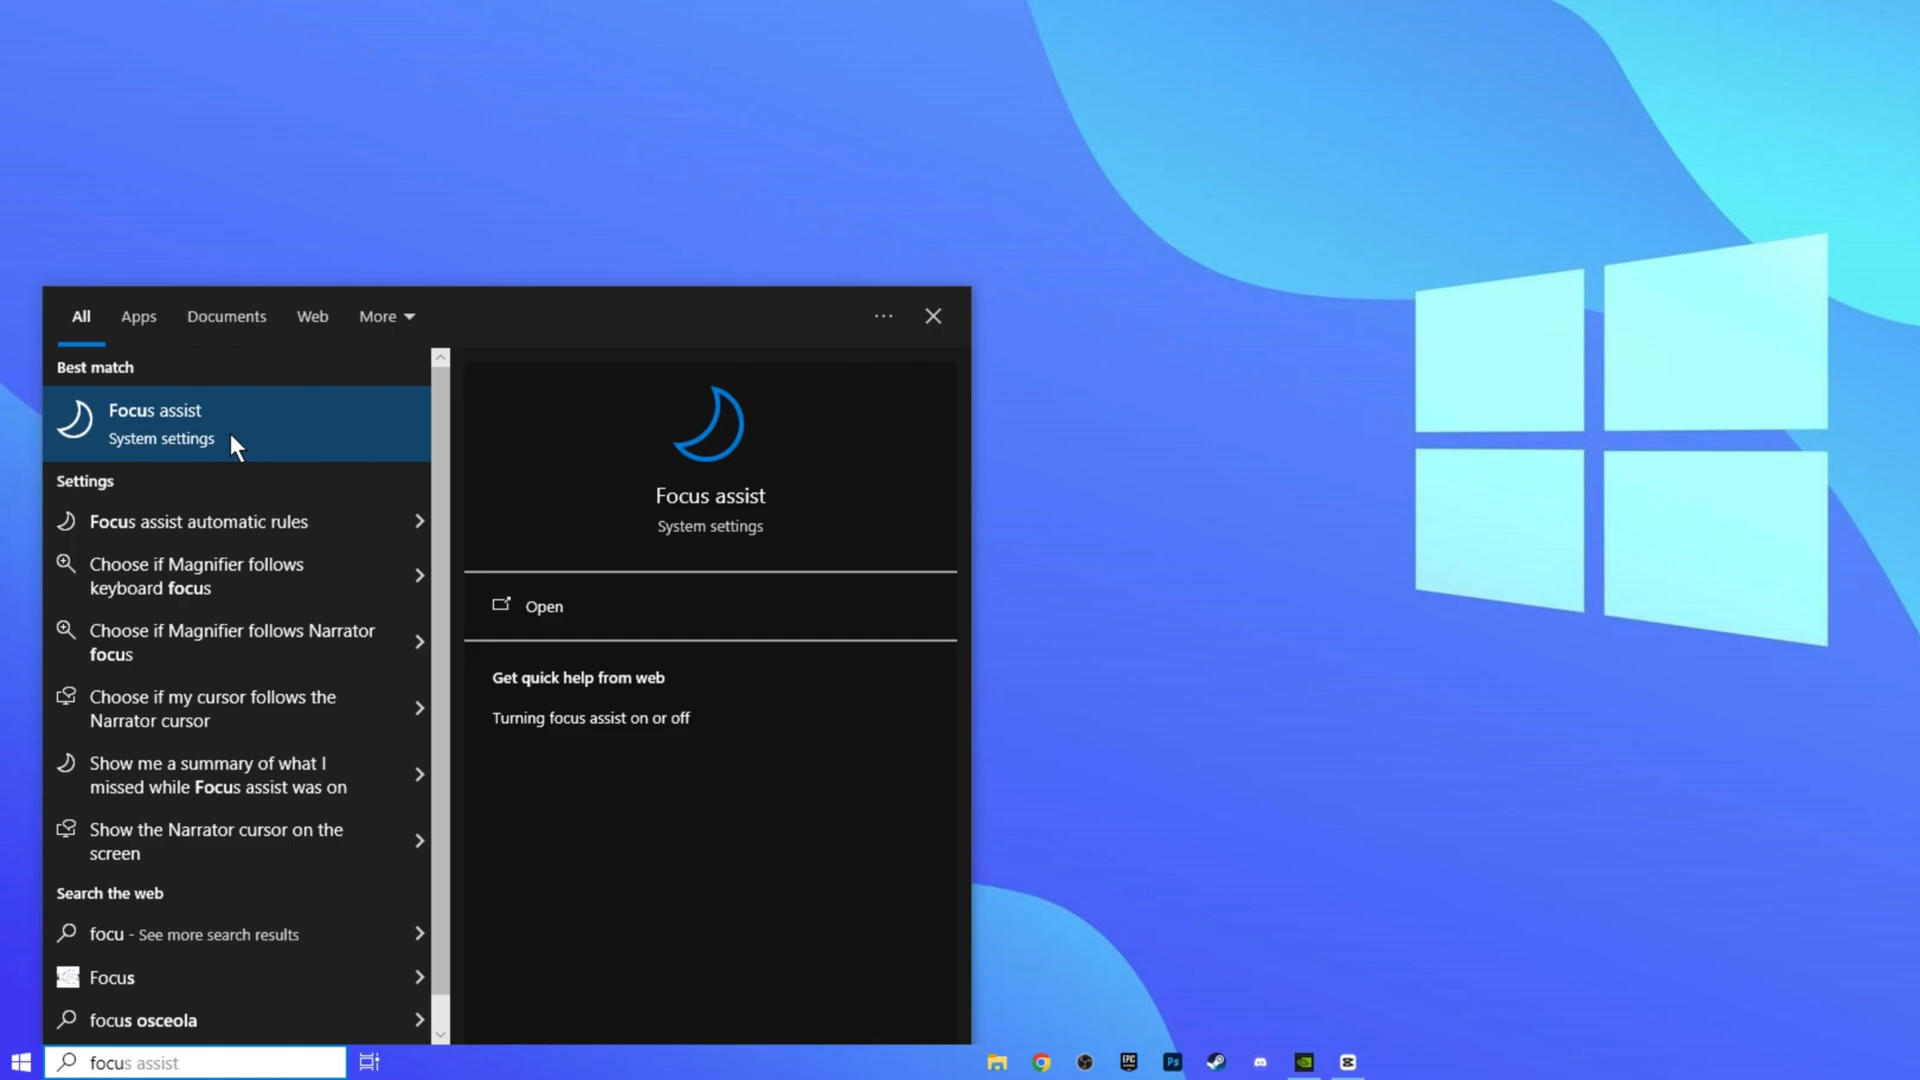 All Apps Documents Web More
Best match
Focus assist
System settings
Settings
Focus assist automatic rules
Choose if Magnifier follows
keyboard focus
Choose if Magnifier follows Narrator
focus
Choose if my cursor follows the
Narrator cursor
Show me a summary of what I
missed while Focus assist was on
Show the Narrator cursor on the
screen
Search the web
focu - See more search results
Focus
focus osceola
Focus assist
System settings
Open
Get quick help from web
Turning focus assist on or off
focus assist
EPIC
GAMES
Ps